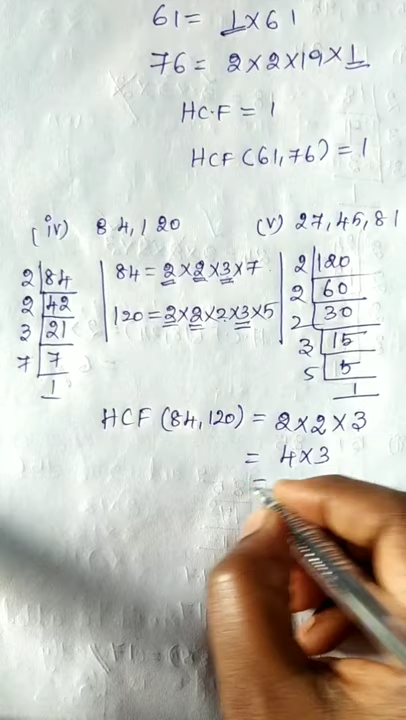 61 = 1×61
76 = 2×2×19×1
HC.F = 1
HCF (61,76) = 1
(iv) 84,120
(v) 27,45,81
2 84
2 42
3 21
7 7
1
84 = 2×2×3×7
120 = 2×2×2×3×5
2 120
2 60
2 30
3 15
5 5
1
HCF (84,120) = 2×2×3
= 4×3
=